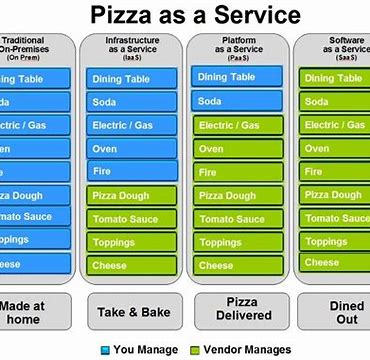 Pizza as a Service
Traditional
On-Premises
(On Prem)
Dining Table
Soda
Electric / Gas
Oven
Fire
Pizza Dough
Tomato Sauce
Toppings
Cheese
Made at
home
Infrastructure
as a Service
(IaaS)
Dining Table
Soda
Electric / Gas
Oven
Fire
Pizza Dough
Tomato Sauce
Toppings
Cheese
Take & Bake
Platform
as a Service
(PaaS)
Dining Table
Soda
Electric / Gas
Oven
Fire
Pizza Dough
Tomato Sauce
Toppings
Cheese
Pizza
Delivered
Software
as a Service
(SaaS)
Dining Table
Soda
Electric / Gas
Oven
Fire
Pizza Dough
Tomato Sauce
Toppings
Cheese
Dined
Out
You Manage
Vendor Manages